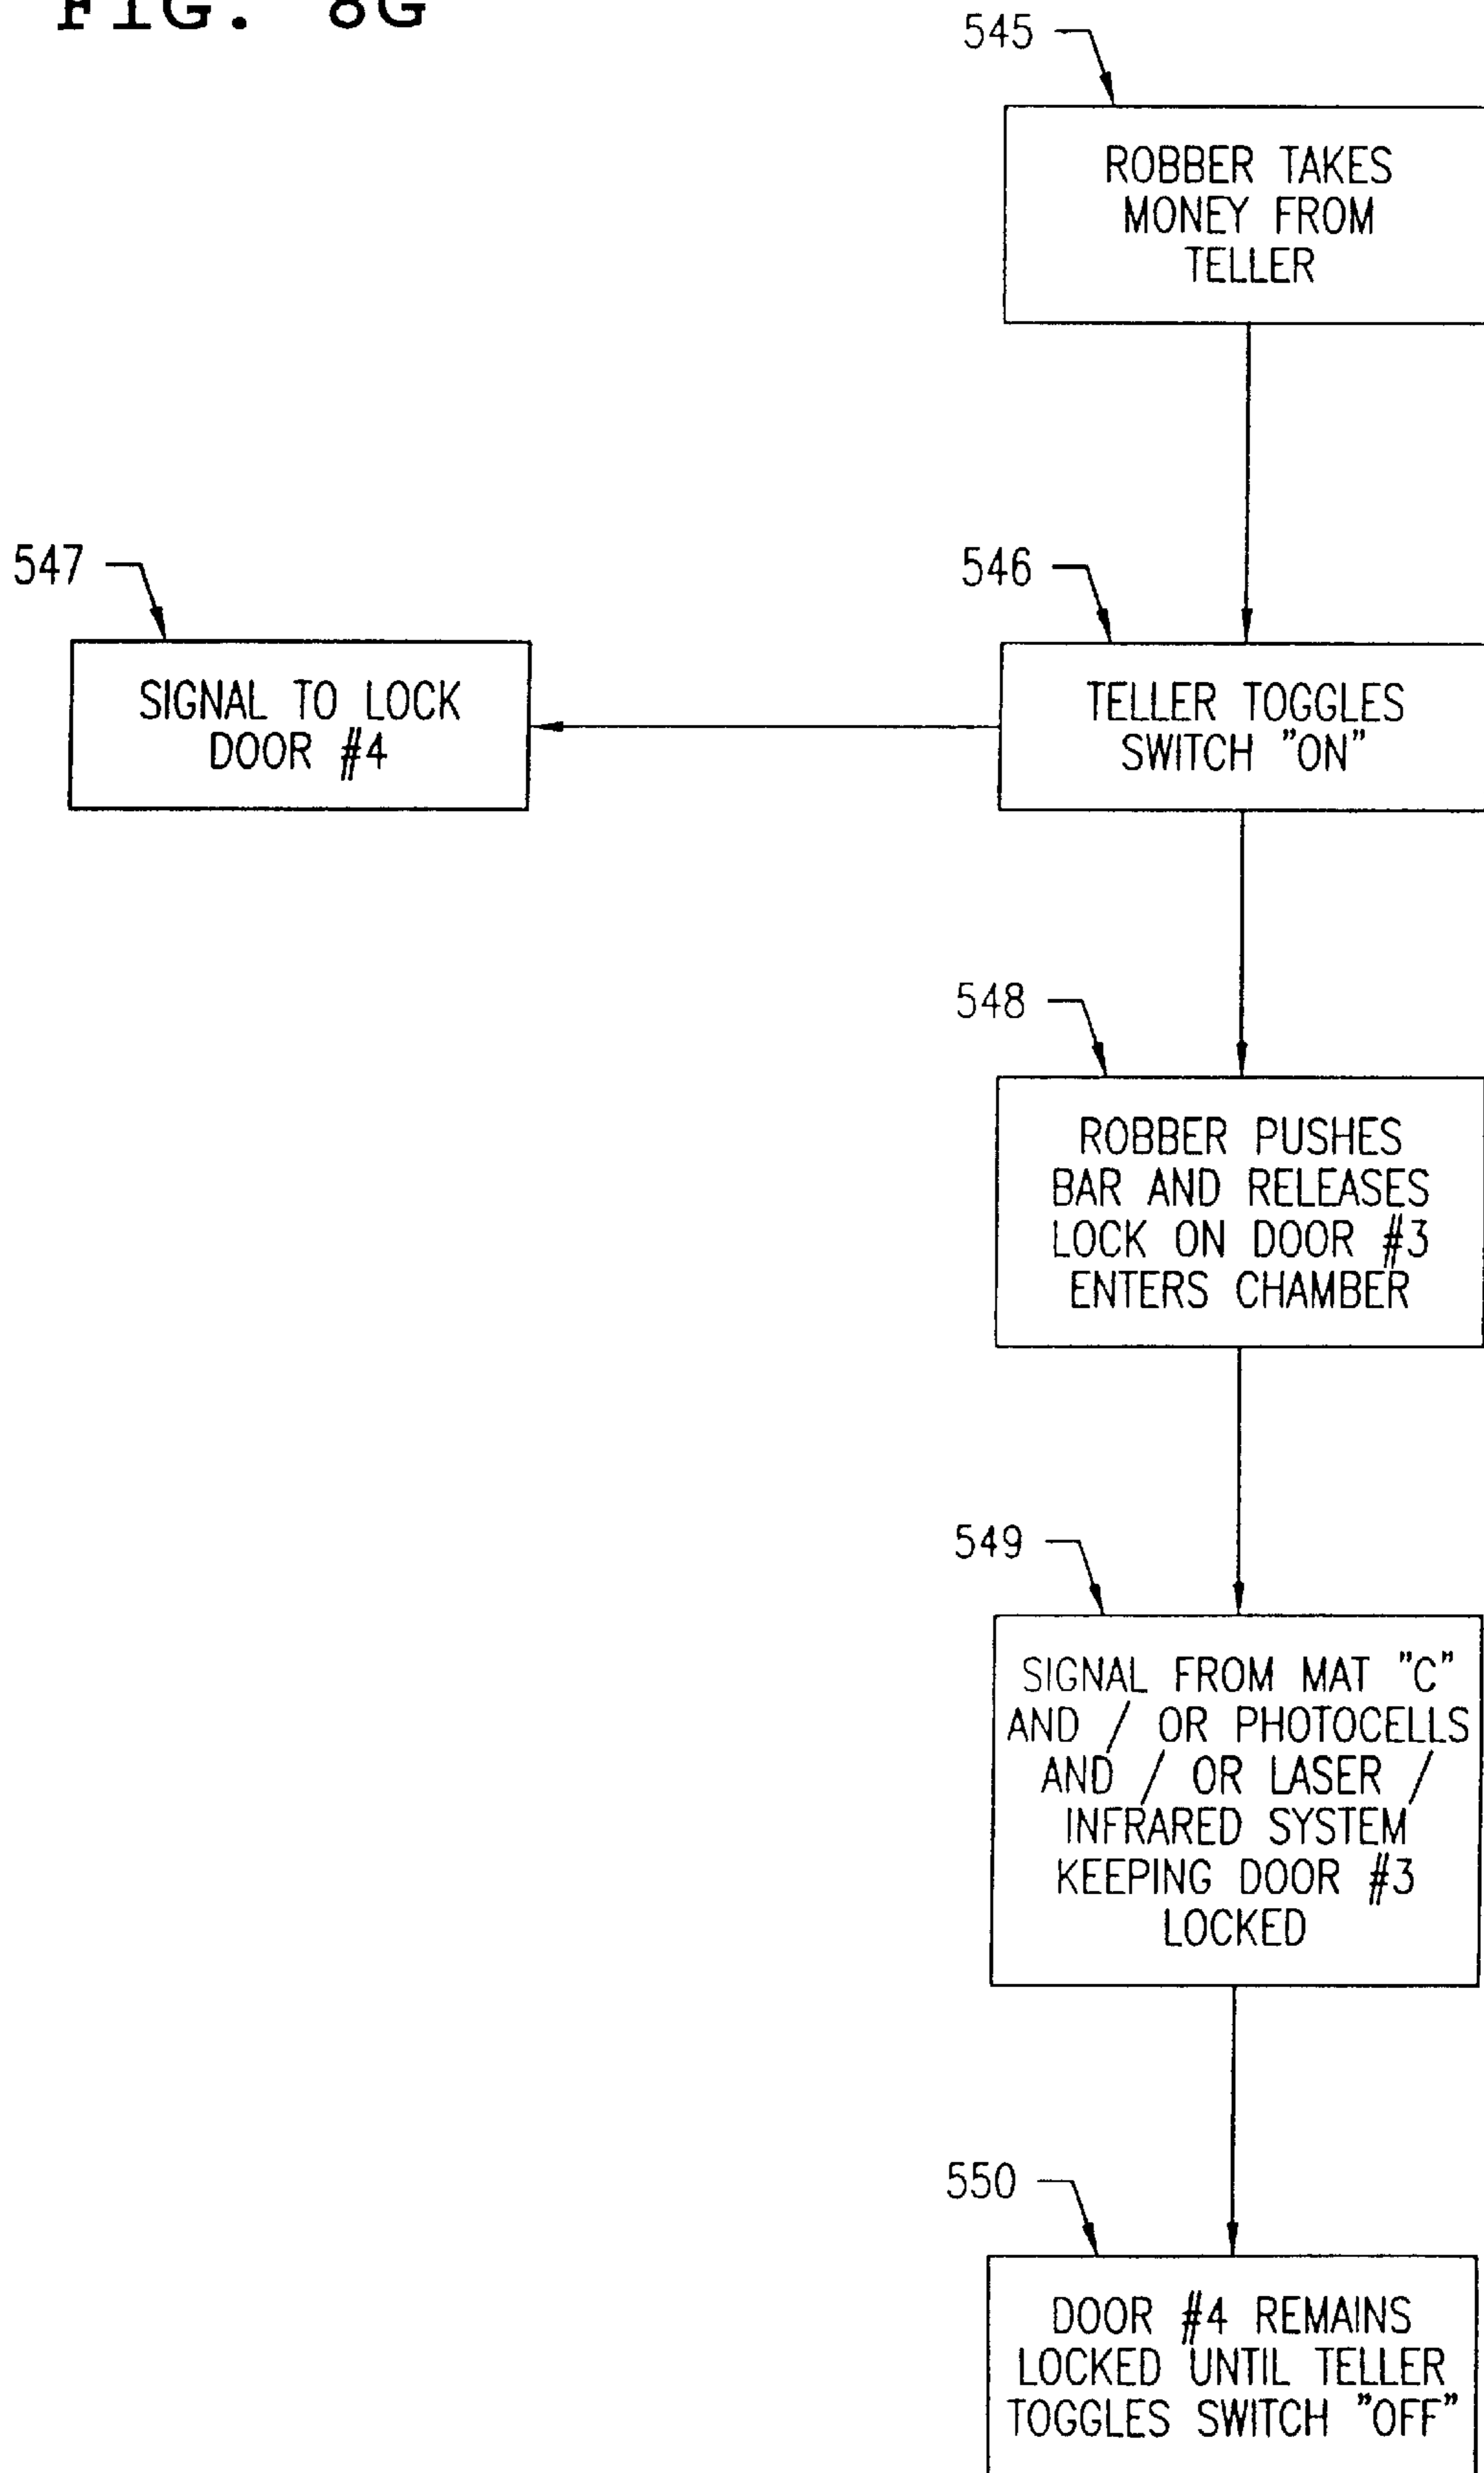 FIG. 8G
545
ROBBER TAKES
MONEY FROM
TELLER
547
546
SIGNAL TO LOCK
DOOR #4
TELLER TOGGLES
SWITCH "ON"
548
ROBBER PUSHES
BAR AND RELEASES
LOCK ON DOOR #3
ENTERS CHAMBER
549
SIGNAL FROM MAT "C"
AND / OR PHOTOCELLS
AND / OR LASER /
INFRARED SYSTEM
KEEPING DOOR #3
LOCKED
550
DOOR #4 REMAINS
LOCKED UNTIL TELLER
TOGGLES SWITCH "OFF"